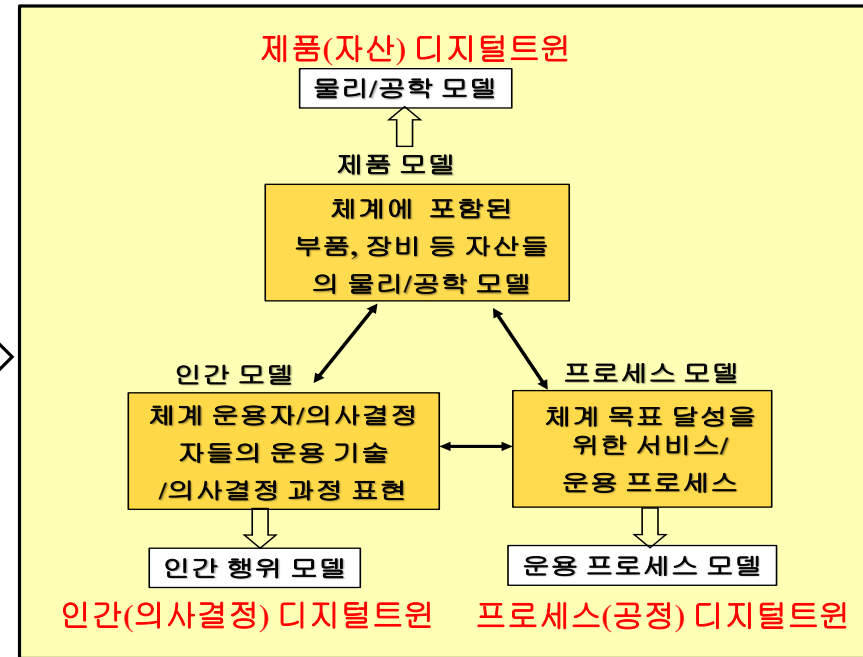 제품(자산) 디지털트윈
물리/공학 모델
제품 모델
체계에 포함된
부품, 장비 등 자산들
의 물리/공학 모델
인간 모델
체계 운용자/의사결정
자들의 운용 기술
/의사결정 과정 표현
인간 행위 모델
인간(의사결정) 디지털트윈
프로세스 모델
체계 목표 달성을
위한 서비스/
운용 프로세스
운용 프로세스 모델
프로세스(공정) 디지털트윈